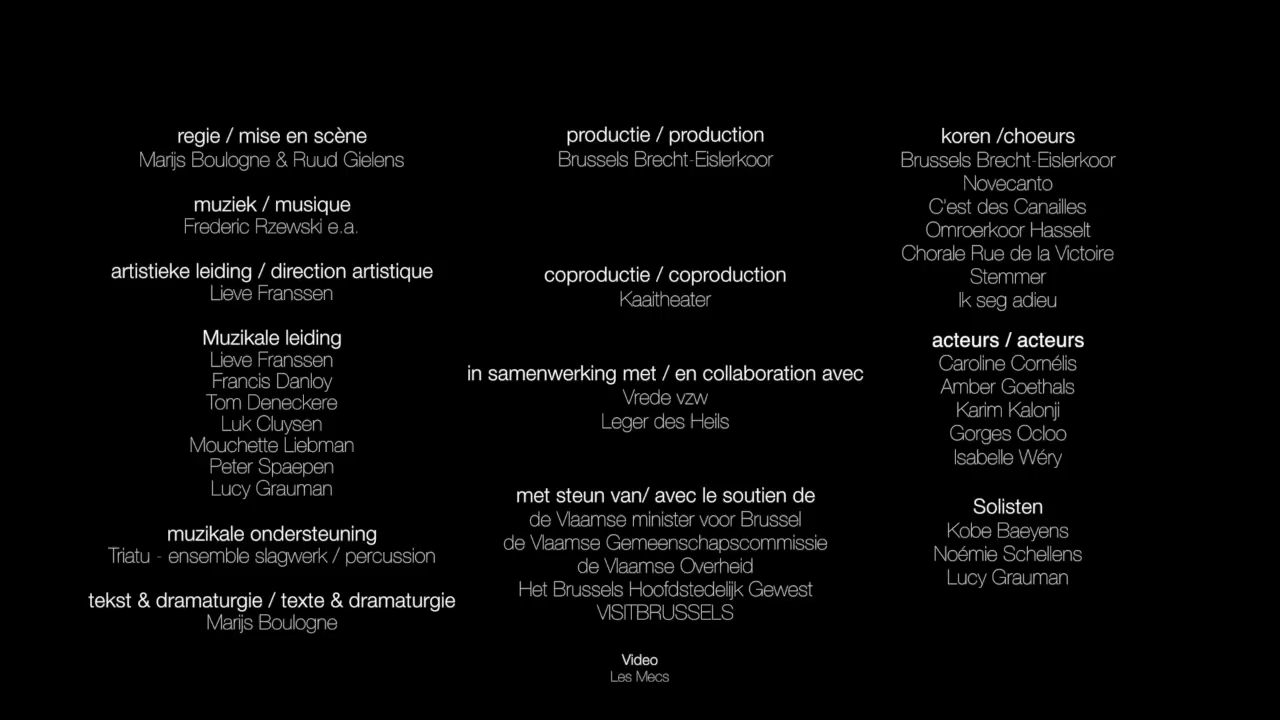 regie / mise en scène
Marijs Boulogne & Ruud Gielens
muziek / musique
Frederic Rzewski e.a.
artistieke leiding / direction artistique
Lieve Franssen
Muzikale leiding
Lieve Franssen
Francis Danloy
Tom Deneckere
Luk Cluysen
Mouchette Liebman
Peter Spaepen
Lucy Grauman
muzikale ondersteuning
Triatu - ensemble slagwerk / percussion
tekst & dramaturgie / texte & dramaturgie
Marijs Boulogne
productie / production
Brussels Brecht-Eislerkoor
coproductie / coproduction
Kaaitheater
in samenwerking met / en collaboration avec
Vrede vzw
Leger des Heils
met steun van/ avec le soutien de
de Vlaamse minister voor Brussel
de Vlaamse Gemeenschapscommissie
de Vlaamse Overheid
Het Brussels Hoofdstedelijk Gewest
VISITBRUSSELS
Video
Les Mecs
koren /choeurs
Brussels Brecht-Eislerkoor
Novecanto
C'est des Canailles
Omroerkoor Hasselt
Chorale Rue de la Victoire
Stemmer
Ik seg adieu
acteurs / acteurs
Caroline Cornélis
Amber Goethals
Karim Kalonji
Gorges Ocloo
Isabelle Wéry
Solisten
Kobe Baeyens
Noémie Schellens
Lucy Grauman